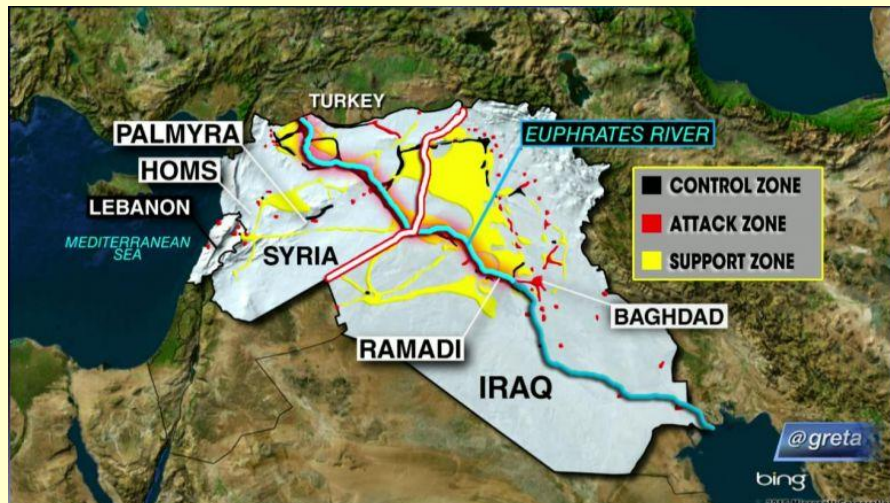 TURKEY
PALMYRA
EUPHRATES RIVER
HOMS
LEBANON
CONTROL ZONE
ATTACK ZONE
SUPPORT ZONE
MEDITERRANEAN
SEA
SYRIA
BAGHDAD
RAMADI
IRAQ
@greta
bing